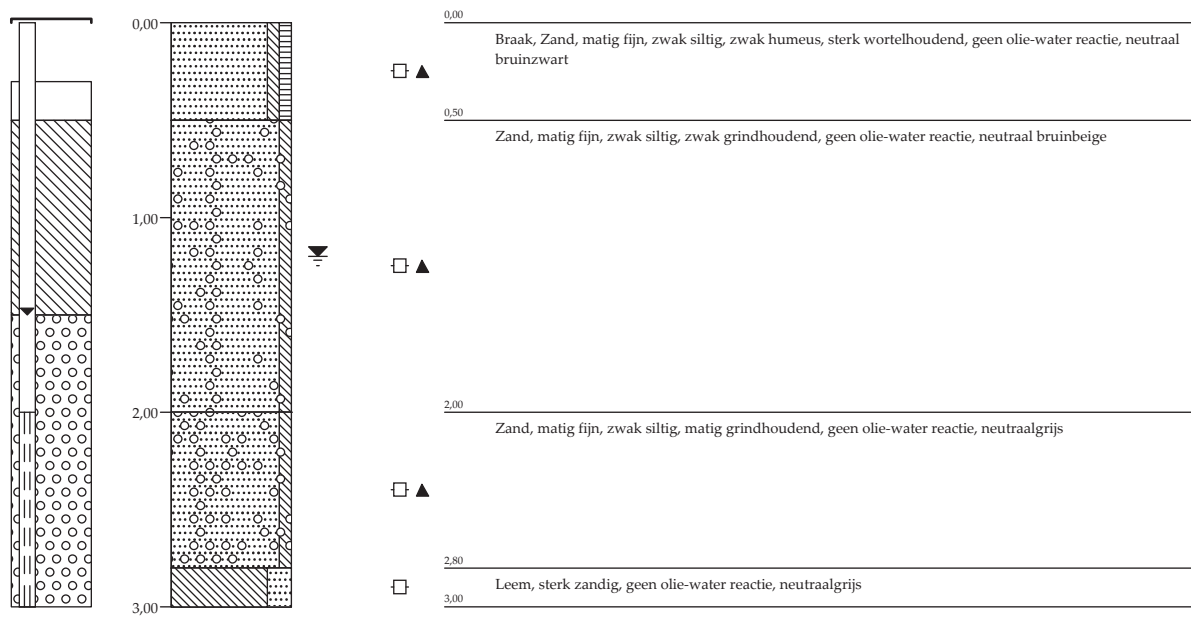 0,00
0,00
Braak, Zand, matig fijn, zwak siltig, zwak humeus, sterk wortelhoudend, geen olie-water reactie, neutraal
bruinzwart
0,50
Zand, matig fijn, zwak siltig, zwak grindhoudend, geen olie-water reactie, neutraal bruinbeige
1,00
2,00
2,00
Zand, matig fijn, zwak siltig, matig grindhoudend, geen olie-water reactie, neutraalgrijs
2,80
Leem, sterk zandig, geen olie-water reactie, neutraalgrijs
3,00
3,00